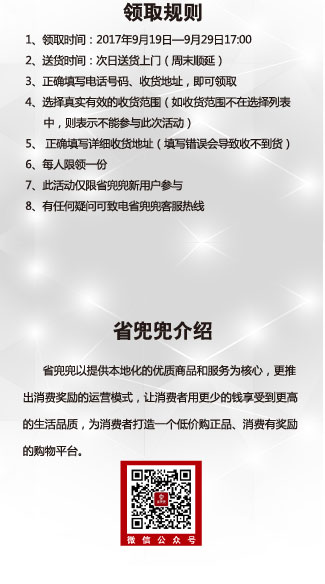 领取规则
1、领取时间：2017年9月19日—9月29日17:00
2、送货时间：次日送货上门（周末顺延）
3、正确填写电话号码、收货地址，即可领取
4、选择真实有效的收货范围（如收货范围不在选择列表
中，则表示不能参与此次活动）
5、 正确填写详细收货地址（填写错误会导致收不到货）
6、每人限领一份
7、此活动仅限省兜兜新用户参与
8、有任何疑问可致电省兜兜客服热线
省兜兜介绍
省兜兜以提供本地化的优质商品和服务为核心，更推
出消费奖励的运营模式，让消费者用更少的钱享受到更高
的生活品质，为消费者打造一个低价购正品、消费有奖励
的购物平台。
微信公众号